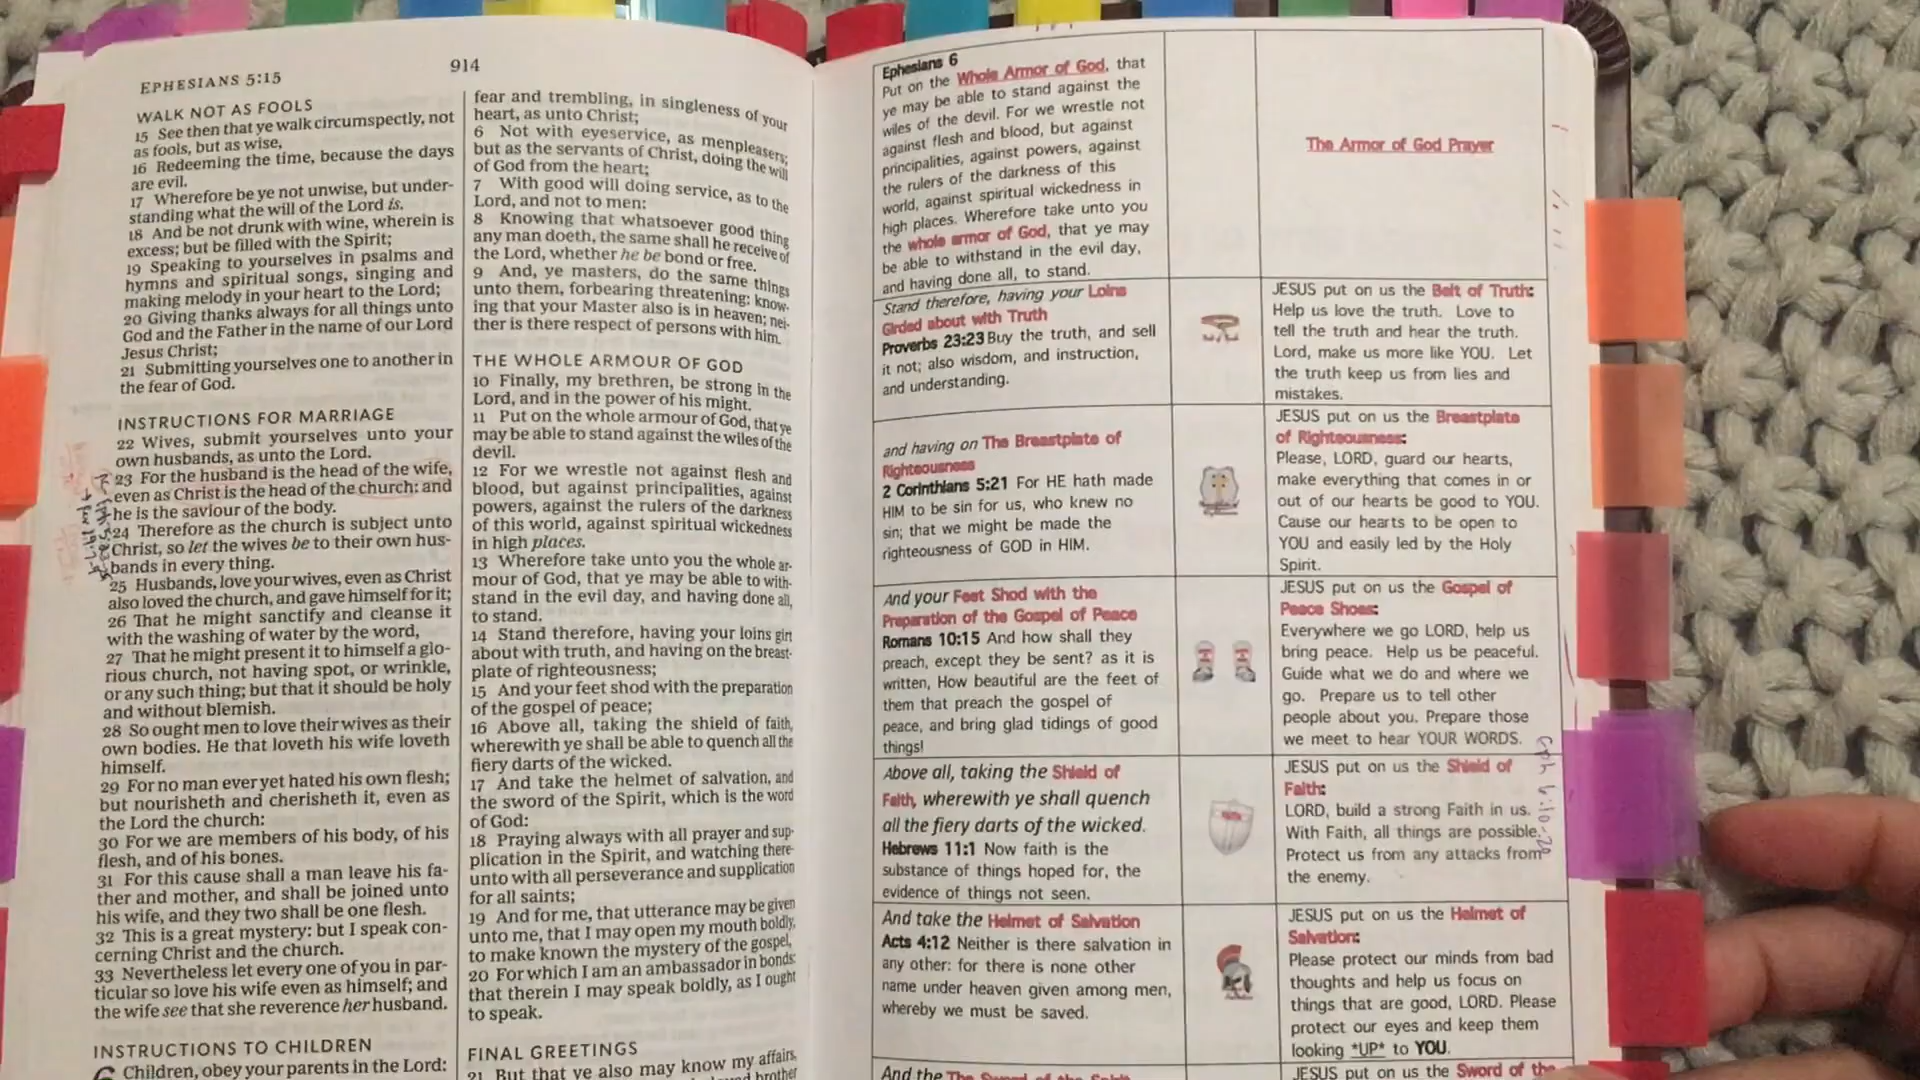 EPHESIANS 5:15
914
WALK NOT AS FOOLS
15 See then that ye walk circumspectly, not
as fools, but as wise,
16 Redeeming the time, because the days
are evil.
17 Wherefore be ye not unwise, but under-
standing what the will of the Lord is.
18 And be not drunk with wine, wherein is
excess; but be filled with the Spirit;
19 Speaking to yourselves in psalms and
hymns and spiritual songs, singing and
making melody in your heart to the Lord;
20 Giving thanks always for all things unto
God and the Father in the name of our Lord
Jesus Christ;
21 Submitting yourselves one to another in
the fear of God.
INSTRUCTIONS FOR MARRIAGE
22 Wives, submit yourselves unto your
own husbands, as unto the Lord.
23 For the husband is the head of the wife,
even as Christ is the head of the church: and
he is the saviour of the body.
24 Therefore as the church is subject unto
Christ, so let the wives be to their own hus-
bands in every thing.
25 Husbands, love your wives, even as Christ
also loved the church, and gave himself for it;
26 That he might sanctify and cleanse it
with the washing of water by the word,
27 That he might present it to himself a glo-
rious church, not having spot, or wrinkle,
or any such thing; but that it should be holy
and without blemish.
28 So ought men to love their wives as their
own bodies. He that loveth his wife loveth
himself.
29 For no man ever yet hated his own flesh;
but nourisheth and cherisheth it, even as
the Lord the church:
30 For we are members of his body, of his
flesh, and of his bones.
31 For this cause shall a man leave his fa-
ther and mother, and shall be joined unto
his wife, and they two shall be one flesh.
32 This is a great mystery: but I speak con-
cerning Christ and the church.
33 Nevertheless let every one of you in par-
ticular so love his wife even as himself; and
the wife see that she reverence her husband.
INSTRUCTIONS TO CHILDREN
6 Children, obey your parents in the Lord:
fear and trembling, in singleness of your
heart, as unto Christ;
6 Not with eyeservice, as menpleasers;
but as the servants of Christ, doing the will
of God from the heart;
7 With good will doing service, as to the
Lord, and not to men:
8 Knowing that whatsoever good thing
any man doeth, the same shall he receive of
the Lord, whether he be bond or free.
9 And, ye masters, do the same things
unto them, forbearing threatening: know-
ing that your Master also is in heaven; nei-
ther is there respect of persons with him.
THE WHOLE ARMOUR OF GOD
10 Finally, my brethren, be strong in the
Lord, and in the power of his might.
11 Put on the whole armour of God, that ye
may be able to stand against the wiles of the
devil.
12 For we wrestle not against flesh and
blood, but against principalities, against
powers, against the rulers of the darkness
of this world, against spiritual wickedness
in high places.
13 Wherefore take unto you the whole ar-
mour of God, that ye may be able to with-
stand in the evil day, and having done all,
to stand.
14 Stand therefore, having your loins girt
about with truth, and having on the breast-
plate of righteousness;
15 And your feet shod with the preparation
of the gospel of peace;
16 Above all, taking the shield of faith,
wherewith ye shall be able to quench all the
fiery darts of the wicked.
17 And take the helmet of salvation, and
the sword of the Spirit, which is the word
of God:
18 Praying always with all prayer and sup-
plication in the Spirit, and watching there-
unto with all perseverance and supplication
for all saints;
19 And for me, that utterance may be given
unto me, that I may open my mouth boldly,
to make known the mystery of the gospel,
20 For which I am an ambassador in bonds:
that therein I may speak boldly, as I ought
to speak.
FINAL GREETINGS
21 But that ye also may know my affairs,
brother
Ephesians 6
Put on the Whole Armor of God, that
ye may be able to stand against the
wiles of the devil. For we wrestle not
against flesh and blood, but against
principalities, against powers, against
the rulers of the darkness of this
world, against spiritual wickedness in
high places. Wherefore take unto you
the whole armor of God, that ye may
be able to withstand in the evil day,
and having done all, to stand.
The Armor of God Prayer
Stand therefore, having your Loins
Girded about with Truth
Proverbs 23:23 Buy the truth, and sell
it not; also wisdom, and instruction,
and understanding.
JESUS put on us the Belt of Truth:
Help us love the truth. Love to
tell the truth and hear the truth.
Lord, make us more like YOU. Let
the truth keep us from lies and
mistakes.
and having on The Breastplate of
Righteousness
2 Corinthians 5:21 For HE hath made
HIM to be sin for us, who knew no
sin; that we might be made the
righteousness of GOD in HIM.
JESUS put on us the Breastplate
of Righteousness:
Please, LORD, guard our hearts,
make everything that comes in or
out of our hearts be good to YOU.
Cause our hearts to be open to
YOU and easily led by the Holy
Spirit.
And your Feet Shod with the
Preparation of the Gospel of Peace
Romans 10:15 And how shall they
preach, except they be sent? as it is
written, How beautiful are the feet of
them that preach the gospel of
peace, and bring glad tidings of good
things!
JESUS put on us the Gospel of
Peace Shoes:
Everywhere we go LORD, help us
bring peace. Help us be peaceful.
Guide what we do and where we
go. Prepare us to tell other
people about you. Prepare those
we meet to hear YOUR WORDS.
Above all, taking the Shield of
Faith, wherewith ye shall quench
all the fiery darts of the wicked.
Hebrews 11:1 Now faith is the
substance of things hoped for, the
evidence of things not seen.
FAITH
JESUS put on us the Shield of
Faith:
LORD, build a strong Faith in us.
With Faith, all things are possible.
Protect us from any attacks from
the enemy.
Eph 6:10-20
And take the Helmet of Salvation
Acts 4:12 Neither is there salvation in
any other: for there is none other
name under heaven given among men,
whereby we must be saved.
JESUS put on us the Helmet of
Salvation:
Please protect our minds from bad
thoughts and help us focus on
things that are good, LORD. Please
protect our eyes and keep them
looking *UP* to YOU.
And the The Sword of the Spirit
JESUS put on us the Sword of the